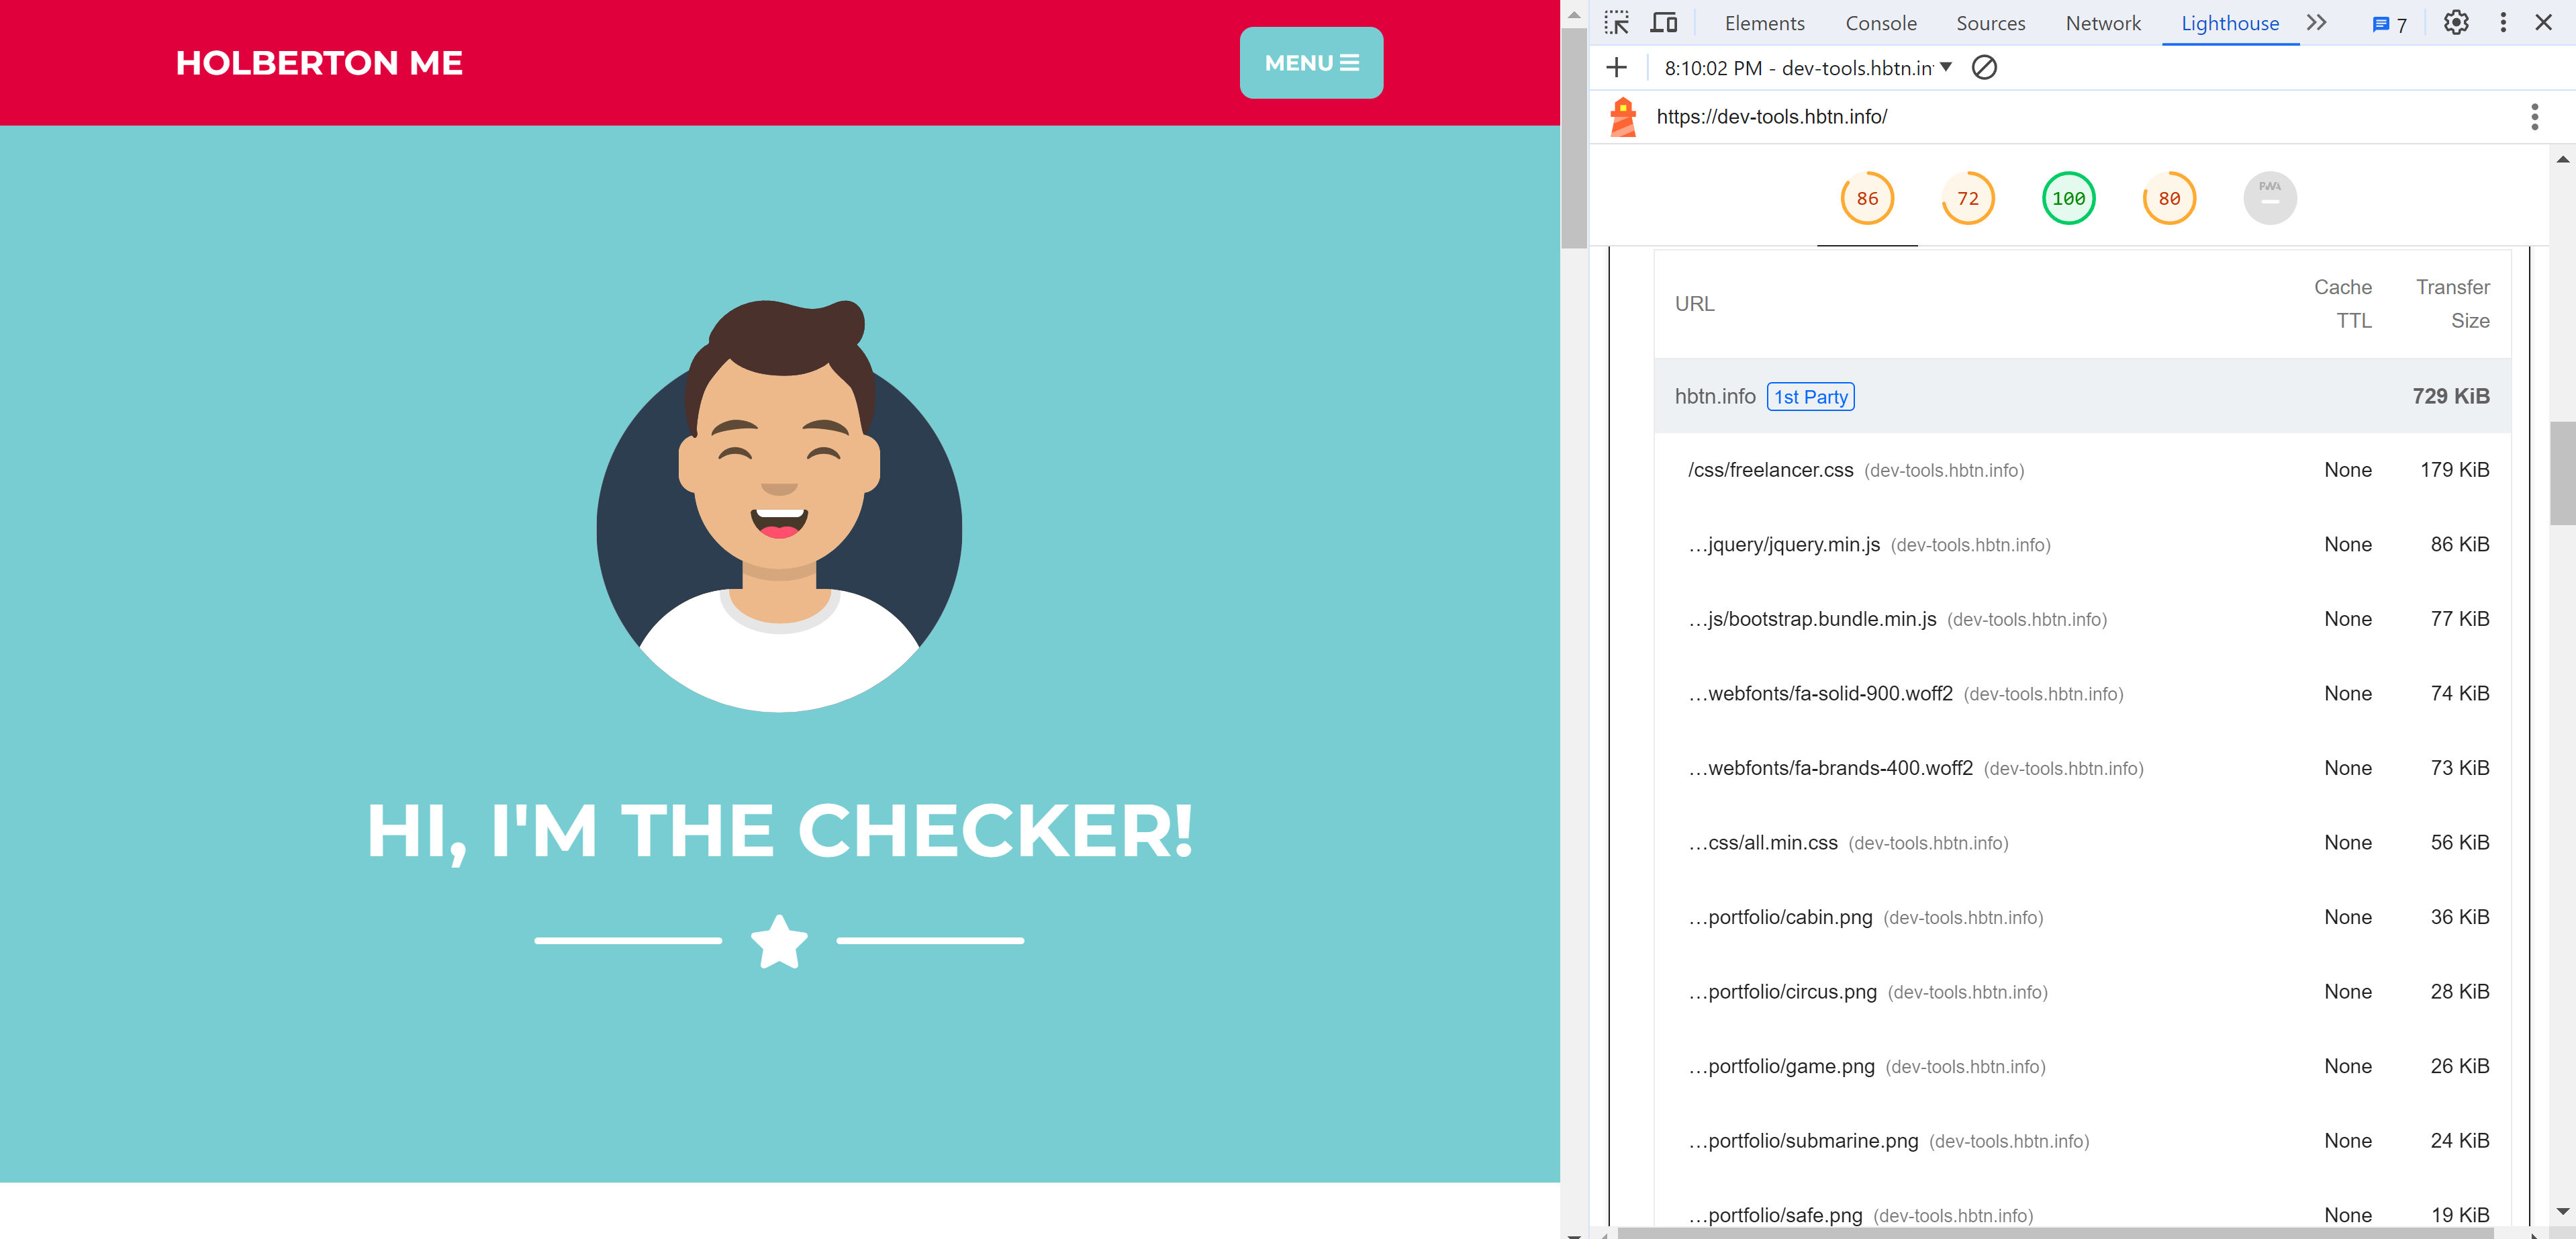 HOLBERTON ME
MENU
HI, I'M THE CHECKER!
Elements Console Sources Network Lighthouse 7
8:10:02 PM - dev-tools.hbtn.in
https://dev-tools.hbtn.info/
86 72 100 80 PWA
URL Cache TTL Transfer Size
hbtn.info 1st Party 729 KiB
/css/freelancer.css (dev-tools.hbtn.info) None 179 KiB
…jquery/jquery.min.js (dev-tools.hbtn.info) None 86 KiB
…js/bootstrap.bundle.min.js (dev-tools.hbtn.info) None 77 KiB
…webfonts/fa-solid-900.woff2 (dev-tools.hbtn.info) None 74 KiB
…webfonts/fa-brands-400.woff2 (dev-tools.hbtn.info) None 73 KiB
…css/all.min.css (dev-tools.hbtn.info) None 56 KiB
…portfolio/cabin.png (dev-tools.hbtn.info) None 36 KiB
…portfolio/circus.png (dev-tools.hbtn.info) None 28 KiB
…portfolio/game.png (dev-tools.hbtn.info) None 26 KiB
…portfolio/submarine.png (dev-tools.hbtn.info) None 24 KiB
…portfolio/safe.png (dev-tools.hbtn.info) None 19 KiB